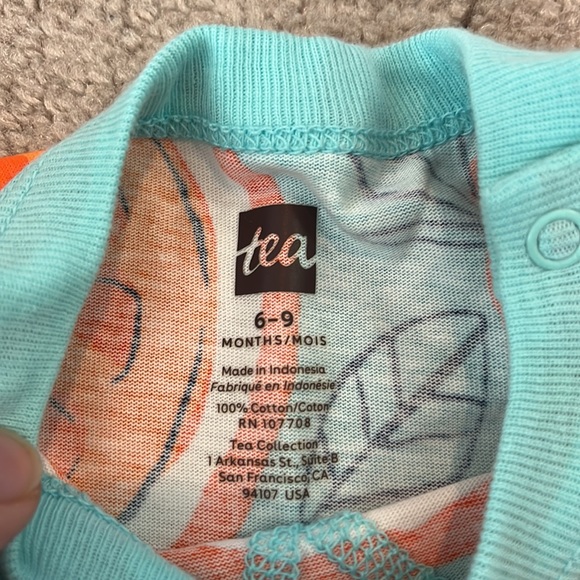 tea
6-9
MONTHS/MOIS
Made in Indonesia
Fabriqué en Indonésie
100% Cotton/Coton
RN 107708
Tea Collection
1 Arkansas St., Suite B
San Francisco, CA
94107 USA